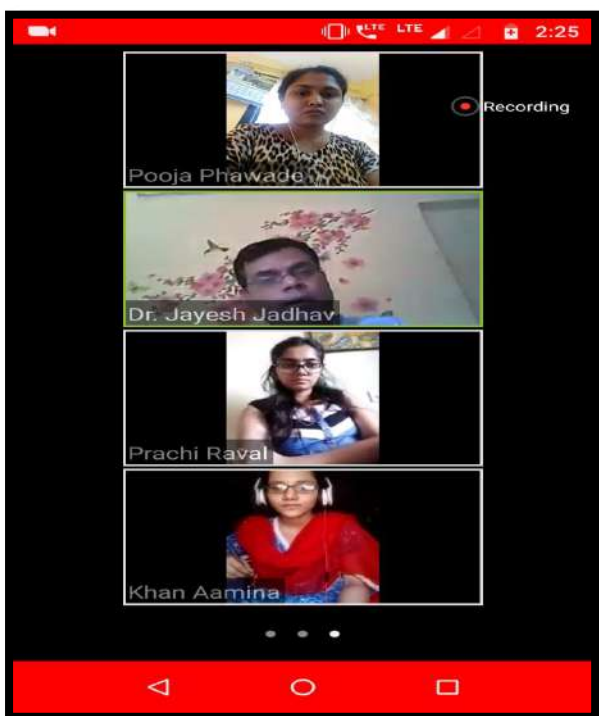 LTE LTE 2:25
Recording
Pooja Phawade
Dr. Jayesh Jadhav
Prachi Raval
Khan Aamina